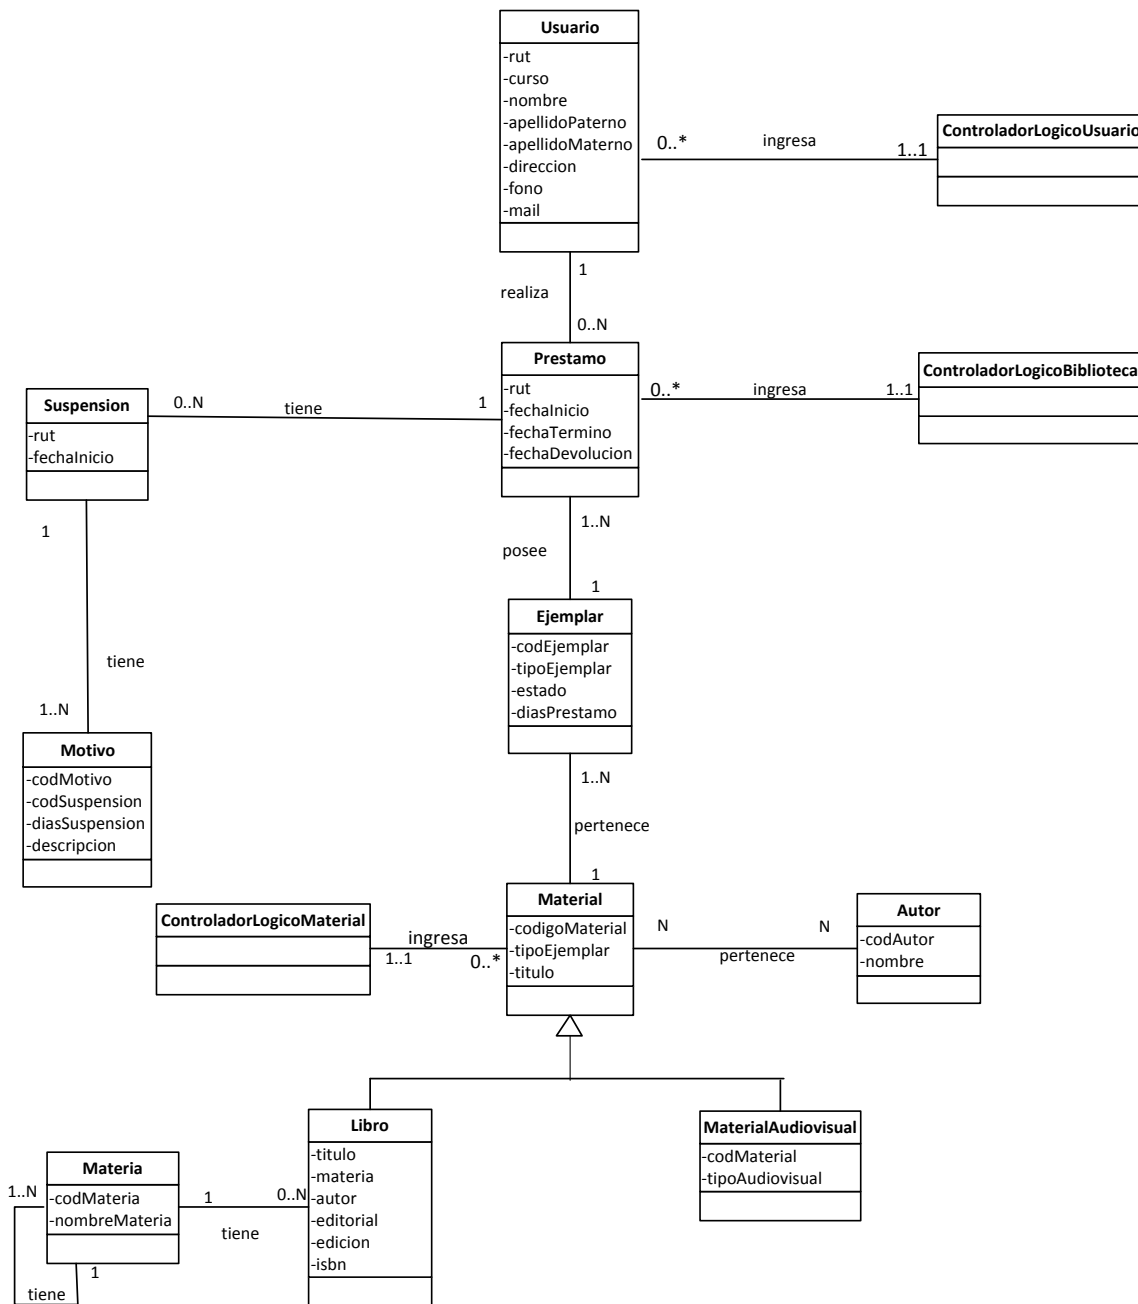 Usuario
-rut
-curso
-nombre
-apellidoPaterno
-apellidoMaterno
-direccion
-fono
-mail
0..*
ingresa
1..1
ControladorLogicoUsuario
1
realiza
0..N
Prestamo
-rut
-fechaInicio
-fechaTermino
-fechaDevolucion
0..*
ingresa
1..1
ControladorLogicoBiblioteca
Suspension
-rut
-fechaInicio
0..N
tiene
1
1
tiene
1..N
Motivo
-codMotivo
-codSuspension
-diasSuspension
-descripcion
1..N
posee
1
Ejemplar
-codEjemplar
-tipoEjemplar
-estado
-diasPrestamo
1..N
pertenece
1
Material
-codigoMaterial
-tipoEjemplar
-titulo
ControladorLogicoMaterial
ingresa
1..1
0..*
N
pertenece
N
Autor
-codAutor
-nombre
Libro
-titulo
-materia
-autor
-editorial
-edicion
-isbn
MaterialAudiovisual
-codMaterial
-tipoAudiovisual
Materia
-codMateria
-nombreMateria
1
tiene
0..N
1..N
1
tiene